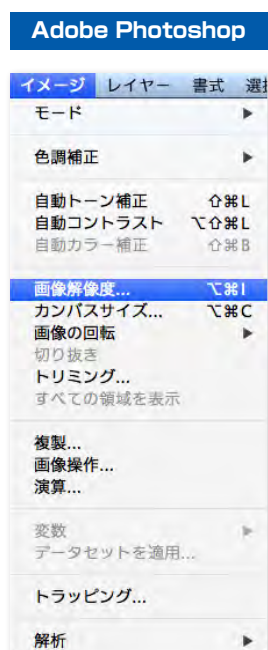 Adobe Photoshop
イメージ レイヤー 書式 選
モード ▶
色調補正 ▶
自動トーン補正 ⇧⌘L
自動コントラスト ⌥⇧⌘L
自動カラー補正 ⇧⌘B
画像解像度... ⌥⌘I
カンバスサイズ... ⌥⌘C
画像の回転 ▶
切り抜き
トリミング...
すべての領域を表示
複製...
画像操作...
演算...
変数 ▶
データセットを適用...
トラッピング...
解析 ▶